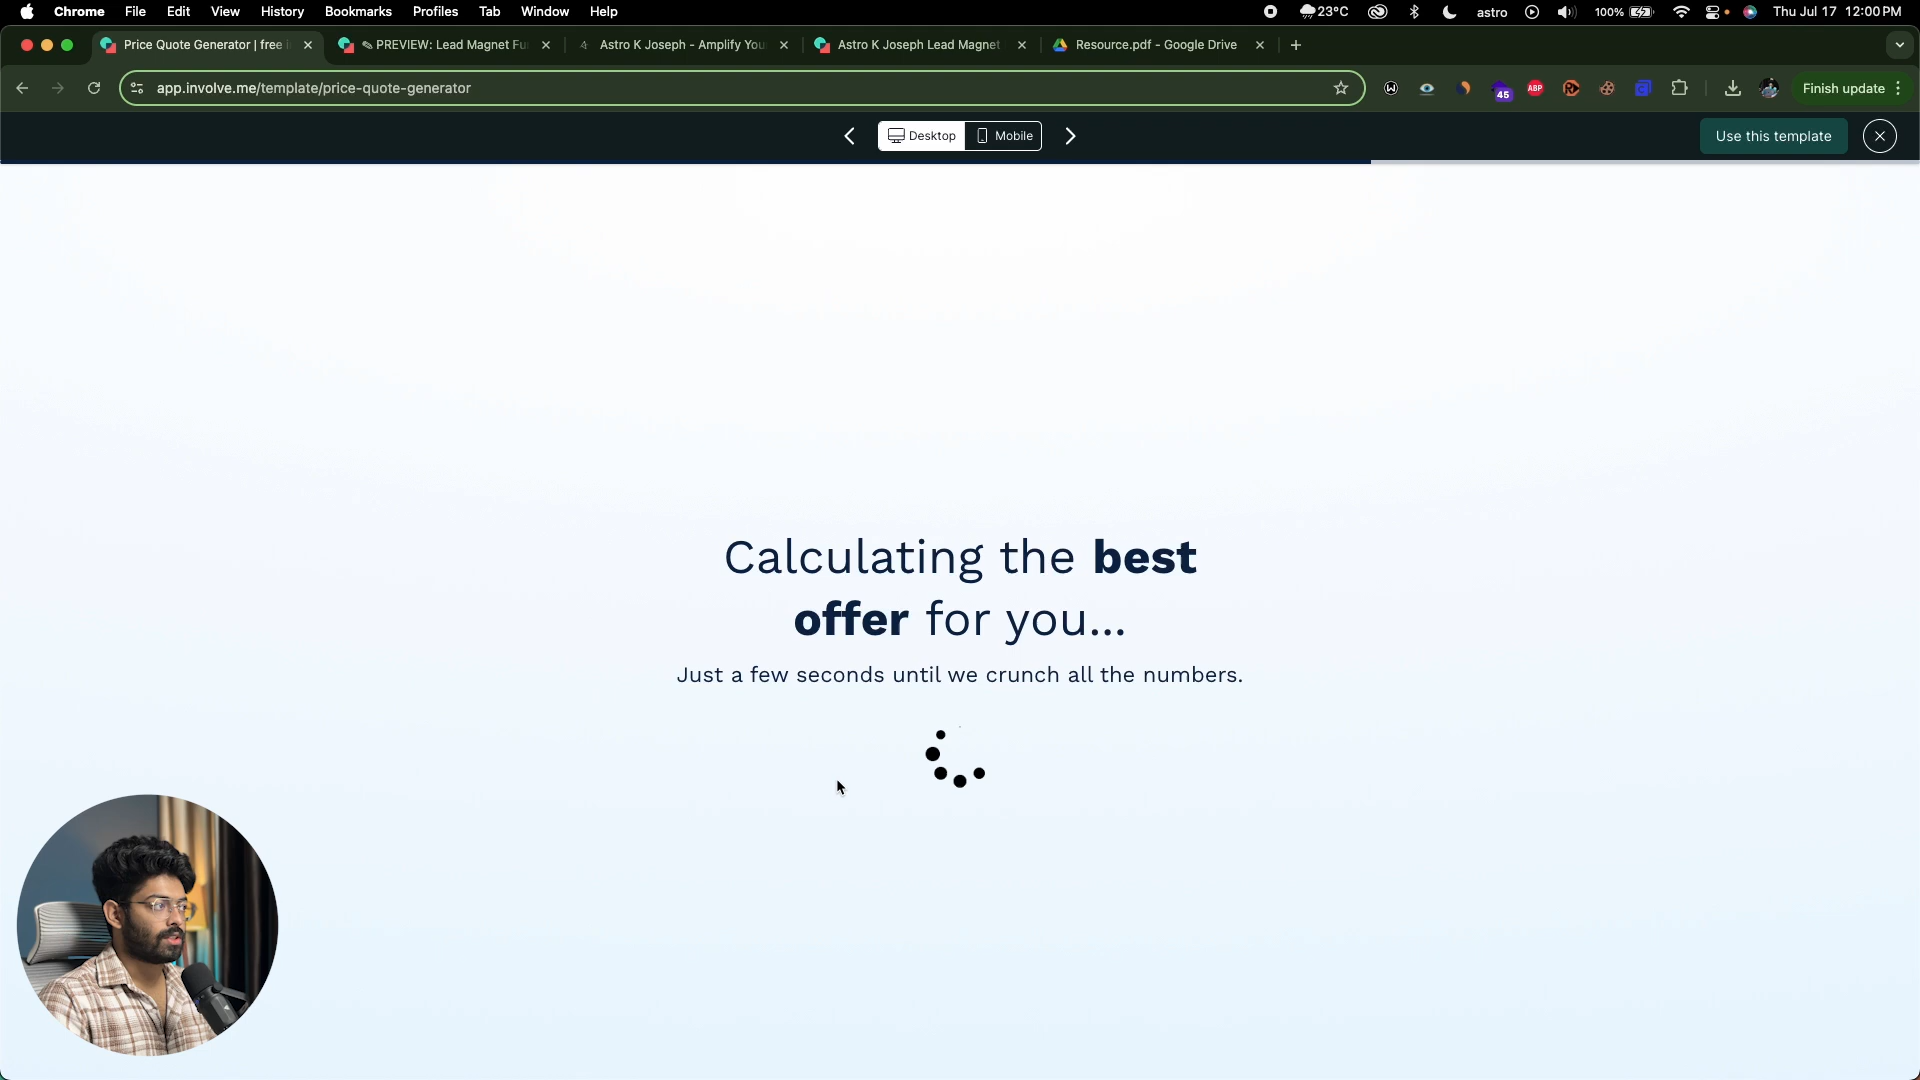 Chrome File Edit View History Bookmarks Profiles Tab Window Help 23°C astro 100% Thu Jul 17 12:00 PM
Price Quote Generator | free i PREVIEW: Lead Magnet Fu Astro K Joseph - Amplify You Astro K Joseph Lead Magnet Resource.pdf - Google Drive
app.involve.me/template/price-quote-generator 45 ABP Finish update
Desktop Mobile Use this template
Calculating the best
offer for you...
Just a few seconds until we crunch all the numbers.